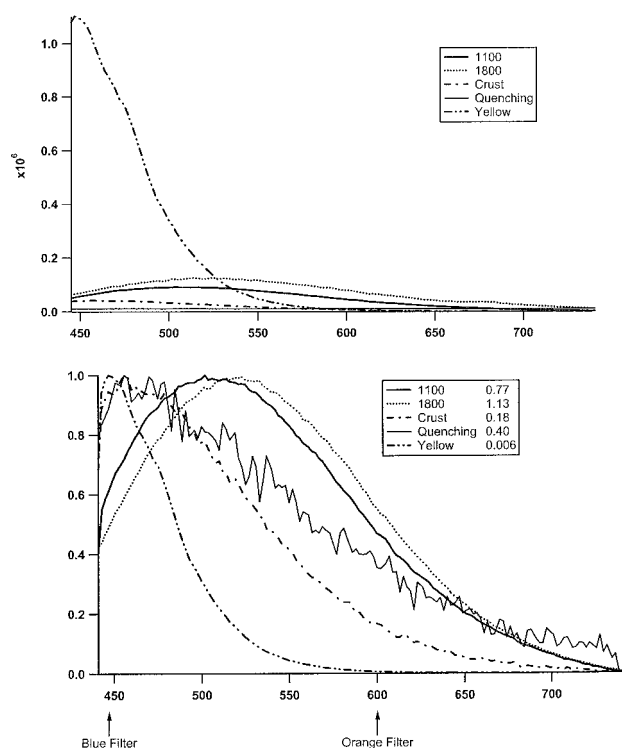 1.0
0.8
0.6
0.4
0.2
0.0
x10⁶
450 500 550 600 650 700
1100
1800
Crust
Quenching
Yellow
1.0
0.8
0.6
0.4
0.2
0.0
450 500 550 600 650 700
1100 0.77
1800 1.13
Crust 0.18
Quenching 0.40
Yellow 0.006
Blue Filter
Orange Filter